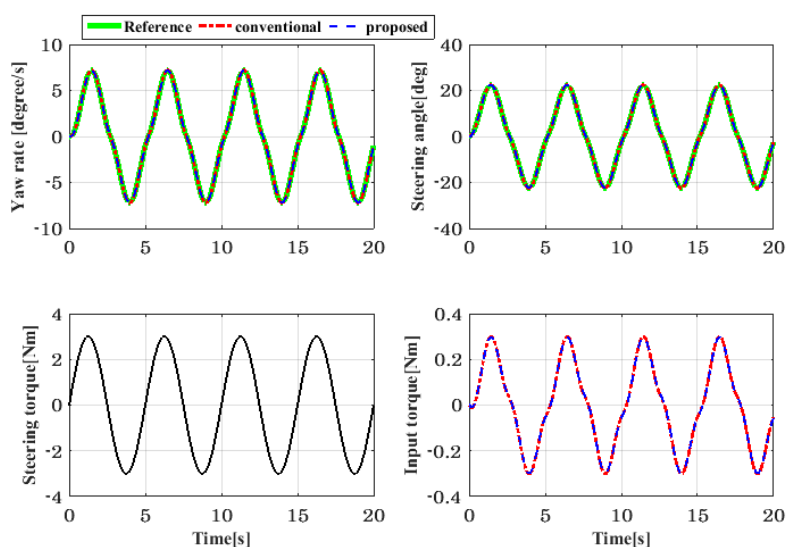 Reference conventional proposed
Yaw rate [degree/s]
10
5
0
-5
-10
0 5 10 15 20
Steering angle[deg]
40
20
0
-20
-40
0 5 10 15 20
Steering torque[Nm]
4
2
0
-2
-4
0 5 10 15 20
Time[s]
Input torque[Nm]
0.4
0.2
0
-0.2
-0.4
0 5 10 15 20
Time[s]